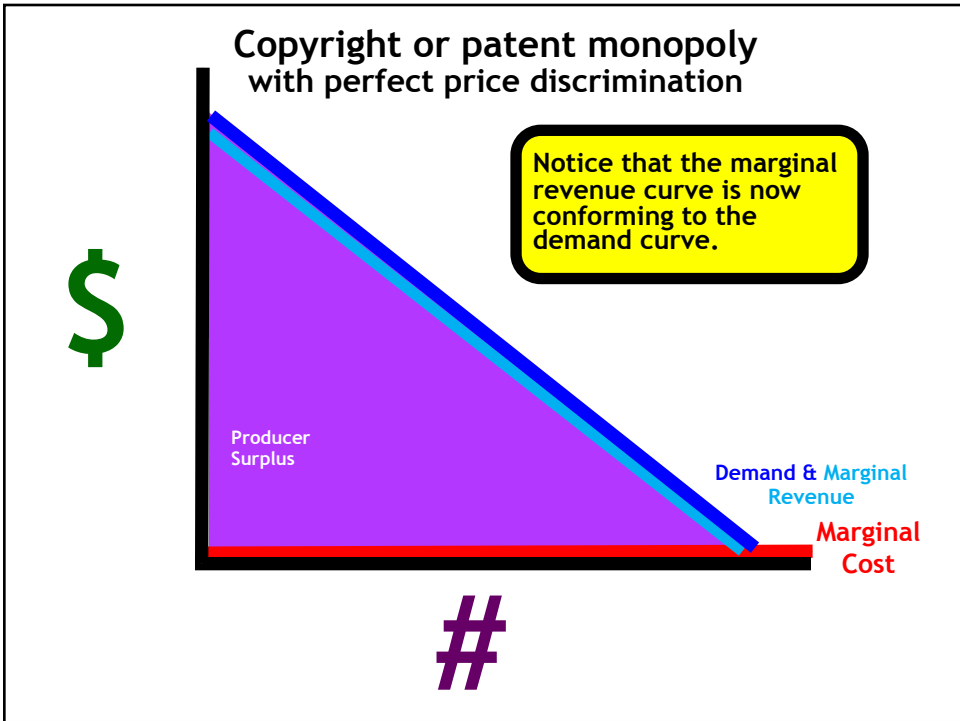 Copyright or patent monopoly
with perfect price discrimination
Notice that the marginal
revenue curve is now
conforming to the
demand curve.
$
Producer
Surplus
Demand & Marginal
Revenue
Marginal
Cost
#